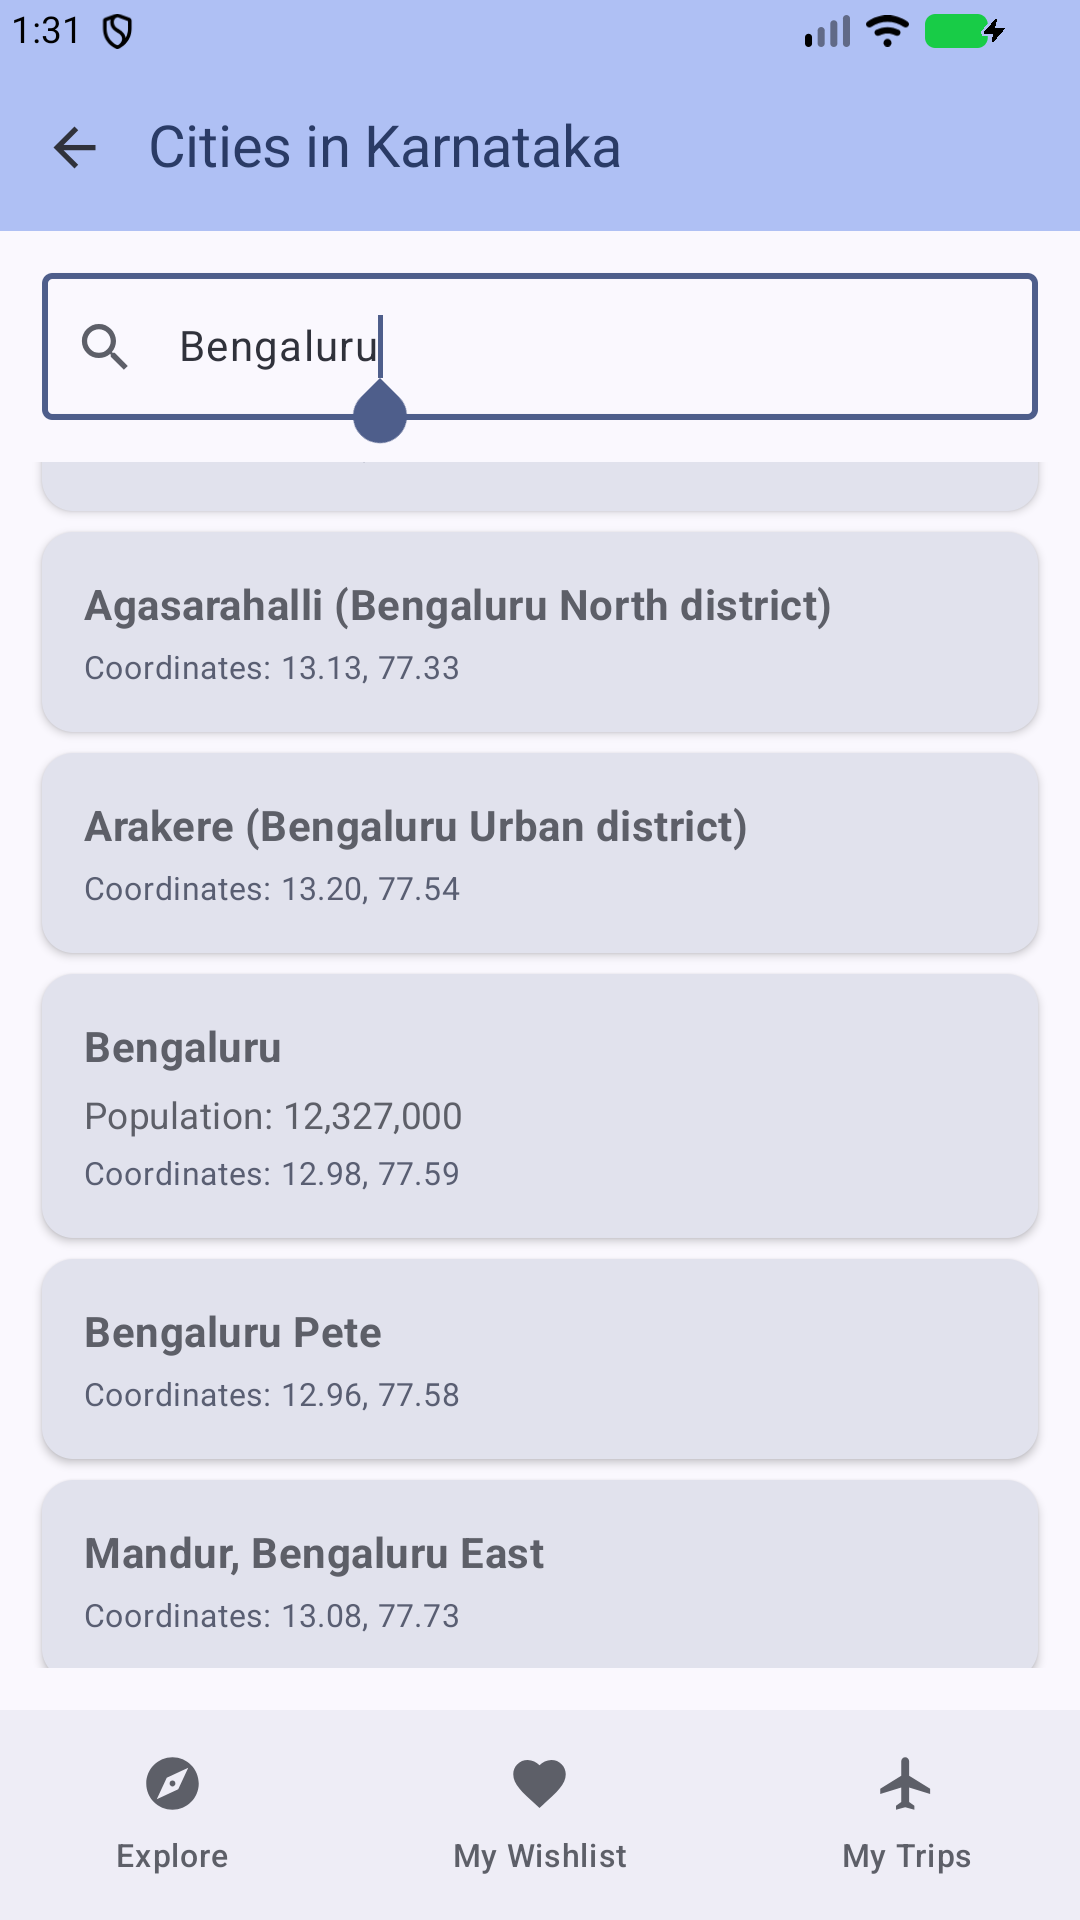 1:31
Cities in Karnataka
Bengaluru
Agasarahalli (Bengaluru North district)
Coordinates: 13.13, 77.33
Arakere (Bengaluru Urban district)
Coordinates: 13.20, 77.54
Bengaluru
Population: 12,327,000
Coordinates: 12.98, 77.59
Bengaluru Pete
Coordinates: 12.96, 77.58
Mandur, Bengaluru East
Coordinates: 13.08, 77.73
Explore
My Wishlist
My Trips